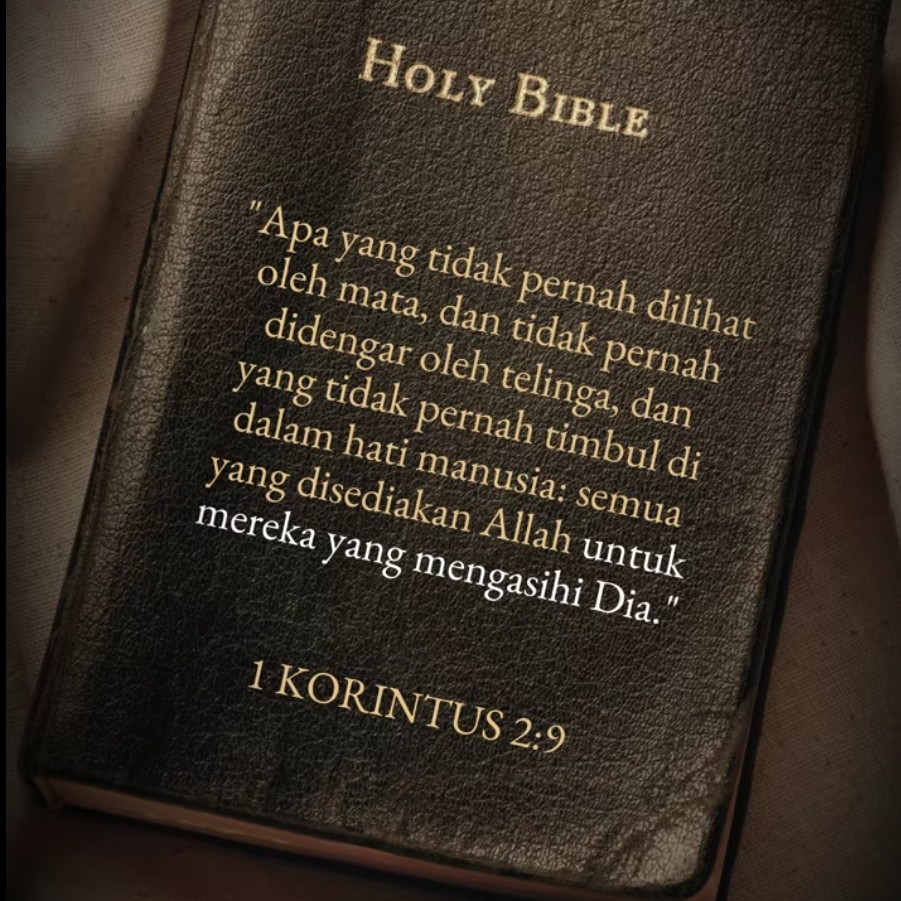 HOLY BIBLE
"Apa yang tidak pernah dilihat
oleh mata, dan tidak pernah
didengar oleh telinga, dan
yang tidak pernah timbul di
dalam hati manusia: semua
yang disediakan Allah untuk
mereka yang mengasihi Dia."
1 KORINTUS 2:9